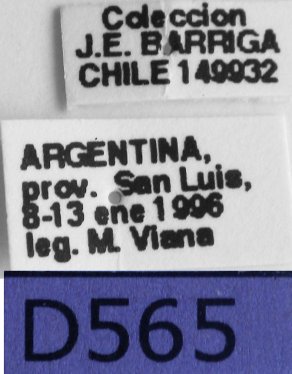 Coleccion
J.E. BARRIGA
CHILE 149932
ARGENTINA,
prov. San Luis,
8-13 ene 1996
leg. M. Viana
D565